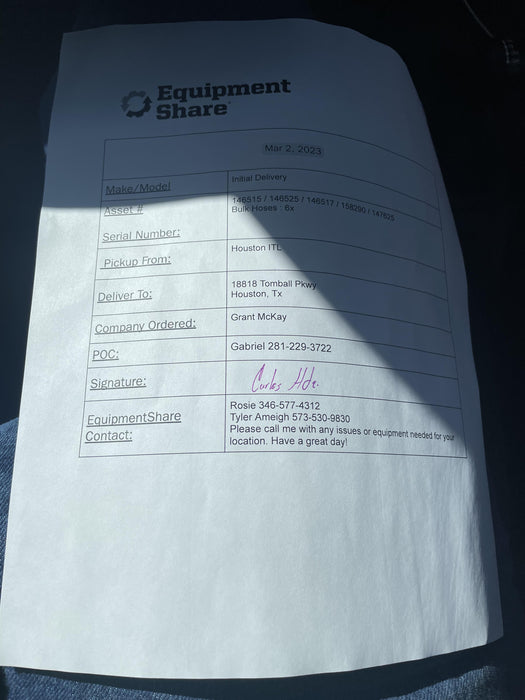 Equipment
Share
Mar 2, 2023
Make/Model
Initial Delivery
Asset #
146515 / 146525 / 146517 / 158290 / 147625
Bulk Hoses : 6x
Serial Number:
Pickup From:
Houston ITL
Deliver To:
18818 Tomball Pkwy
Houston, Tx
Company Ordered:
Grant McKay
POC:
Gabriel 281-229-3722
Signature:
Carlos Hdz.
EquipmentShare
Contact:
Rosie 346-577-4312
Tyler Ameigh 573-530-9830
Please call me with any issues or equipment needed for your
location. Have a great day!